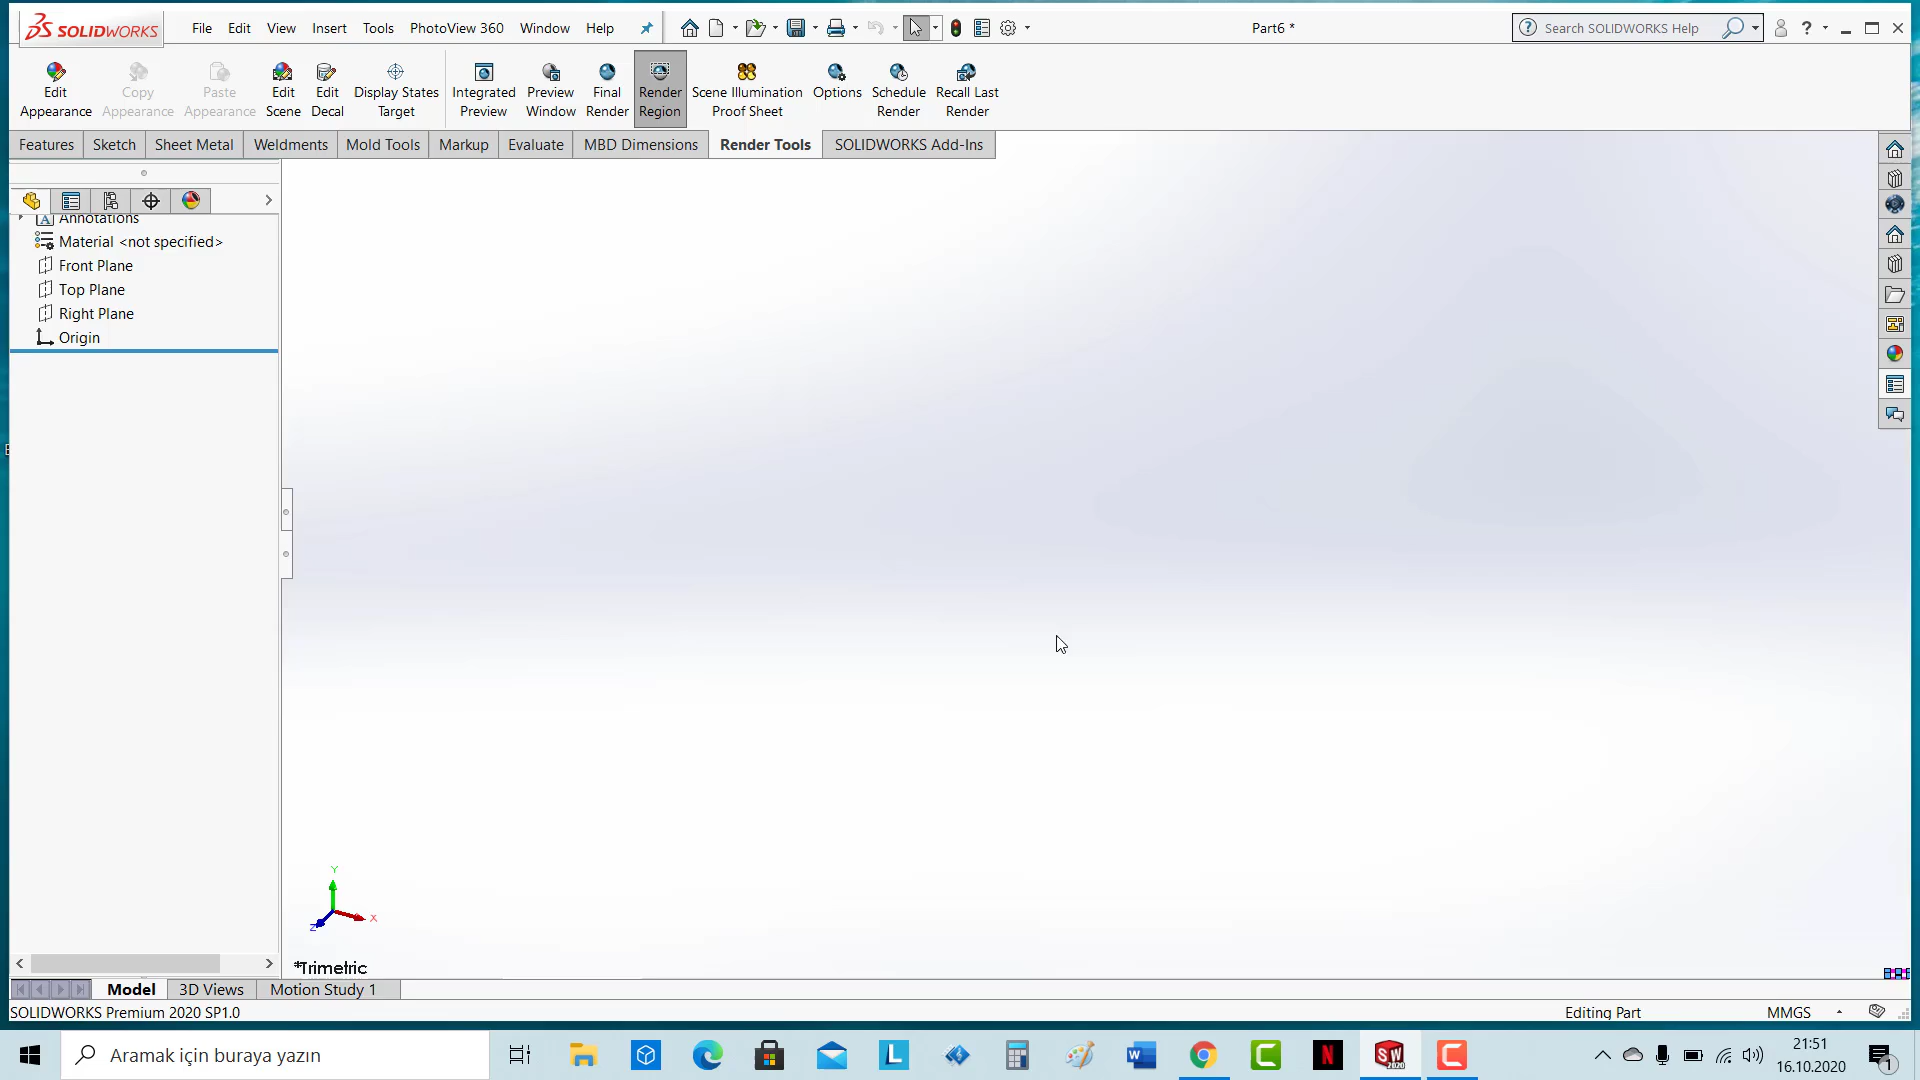 SOLIDWORKS File Edit View Insert Tools PhotoView 360 Window Help Part6 * Search SOLIDWORKS Help ?
Edit Appearance
Copy Appearance
Paste Appearance
Edit Scene
Edit Decal
Display States Target
Integrated Preview
Preview Window
Final Render
Render Region
Scene Illumination Proof Sheet
Options
Schedule Render
Recall Last Render
Features Sketch Sheet Metal Weldments Mold Tools Markup Evaluate MBD Dimensions Render Tools SOLIDWORKS Add-Ins
Annotations
Material <not specified>
Front Plane
Top Plane
Right Plane
Origin
Y
X
Z
*Trimetric
Model 3D Views Motion Study 1
SOLIDWORKS Premium 2020 SP1.0 Editing Part MMGS
Aramak için buraya yazın
21:51
16.10.2020
1